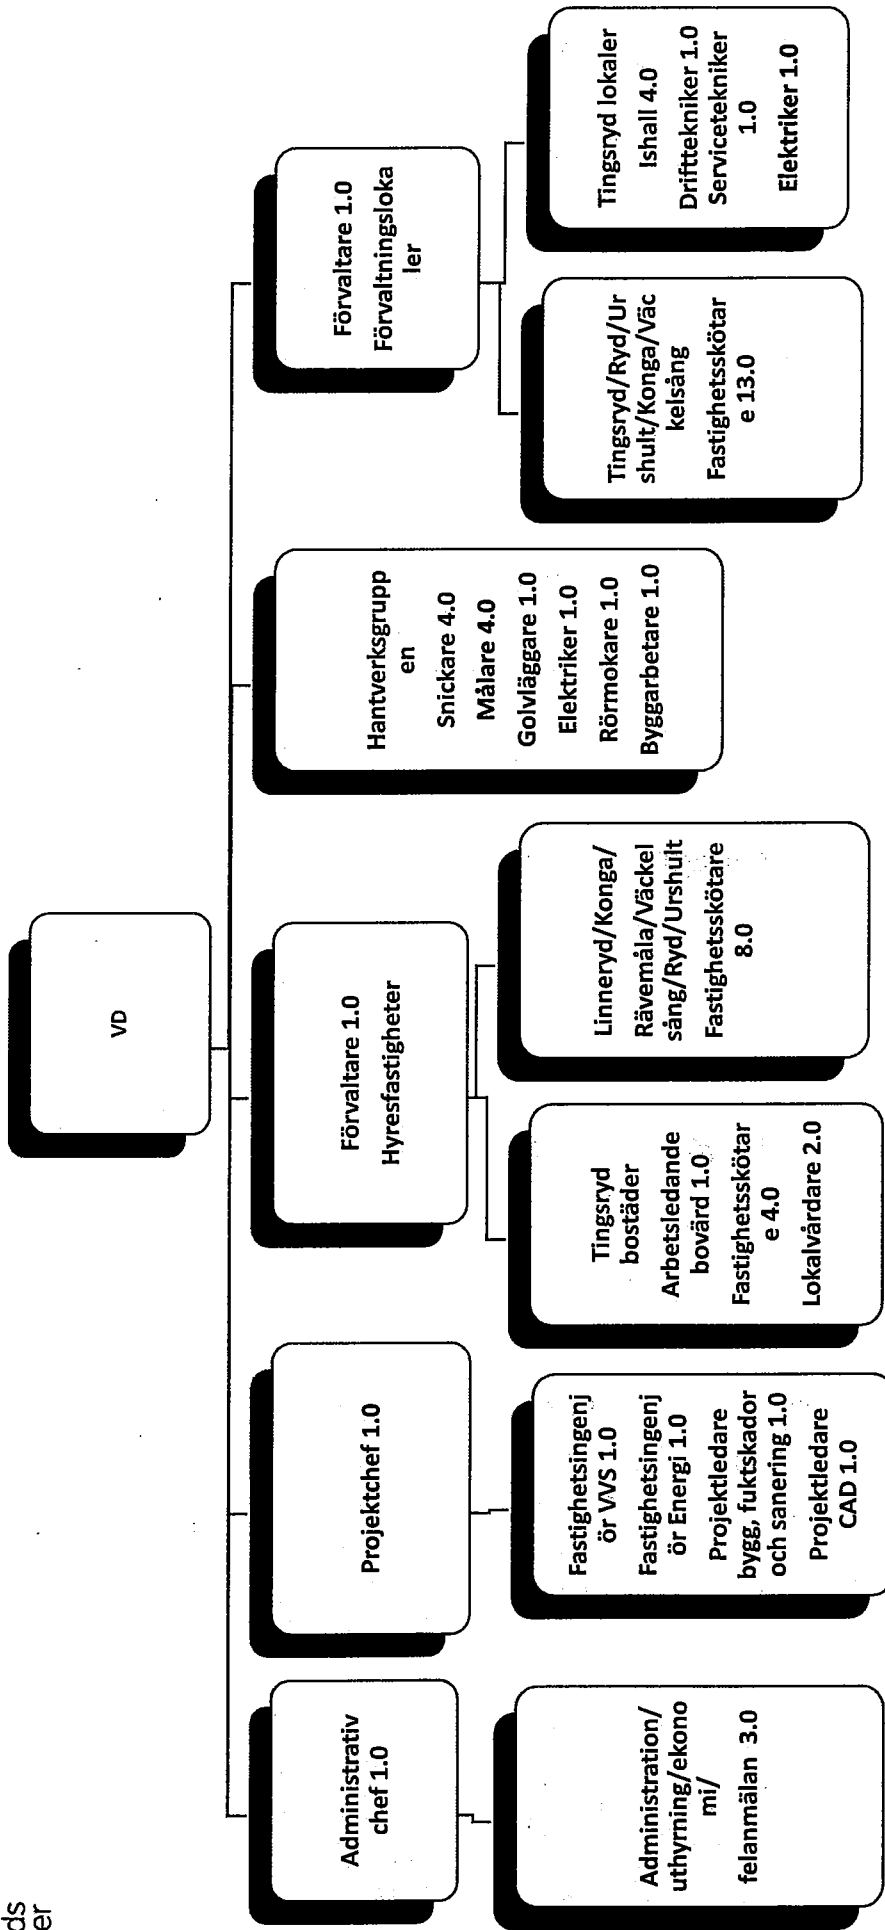 ds
er
VD
Administrativ
chef 1.0
Administration/
uthyrning/ekono
mi/
felanmälan 3.0
Projektchef 1.0
Fastighetsingenj
ör VVS 1.0
Fastighetsingenj
ör Energi 1.0
Projektledare
bygg, fuktskador
och sanering 1.0
Projektledare
CAD 1.0
Förvaltare 1.0
Hyresfastigheter
Tingsryd
bostäder
Arbetsledande
bovärd 1.0
Fastighetsskötar
e 4.0
Lokalvårdare 2.0
Linneryd/Konga/
Rävemåla/Väckel
sång/Ryd/Urshult
Fastighetsskötare
8.0
Hantverksgrupp
en
Snickare 4.0
Målare 4.0
Golvläggare 1.0
Elektriker 1.0
Rörmokare 1.0
Byggarbetare 1.0
Förvaltare 1.0
Förvaltningsloka
ler
Tingsryd/Ryd/Ur
shult/Konga/Väc
kelsång
Fastighetsskötar
e 13.0
Tingsryd lokaler
Ishall 4.0
Drifttekniker 1.0
Servicetekniker
1.0
Elektriker 1.0